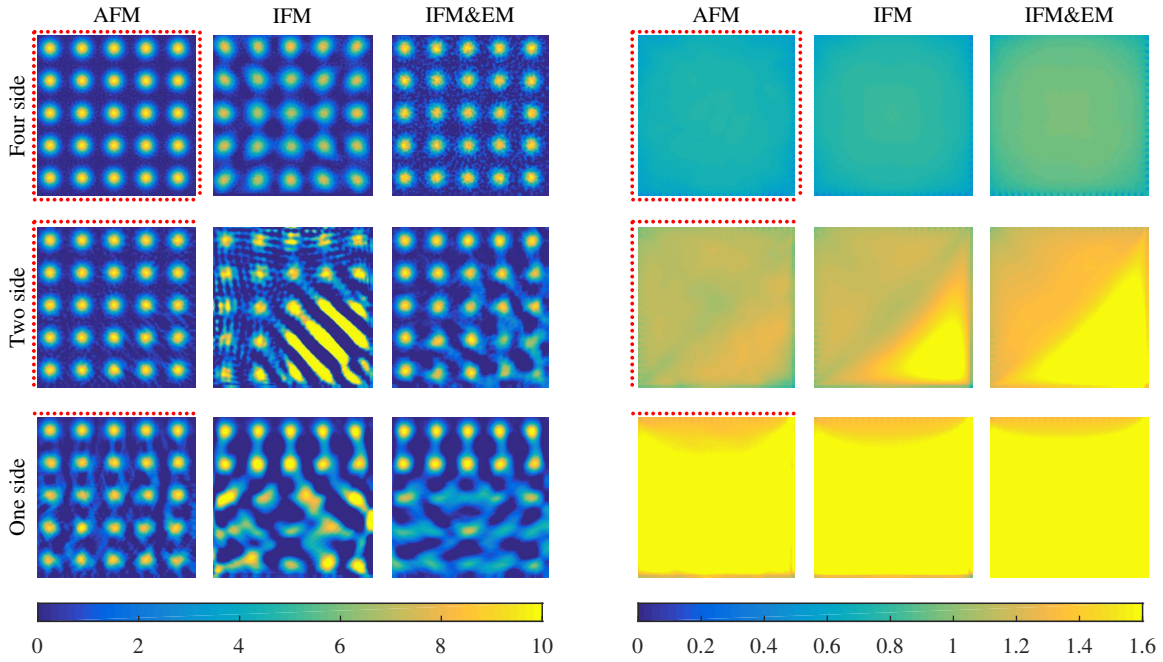 AFM IFM IFM&EM AFM IFM IFM&EM
Four side
Two side
One side
0 2 4 6 8 10 0 0.2 0.4 0.6 0.8 1 1.2 1.4 1.6